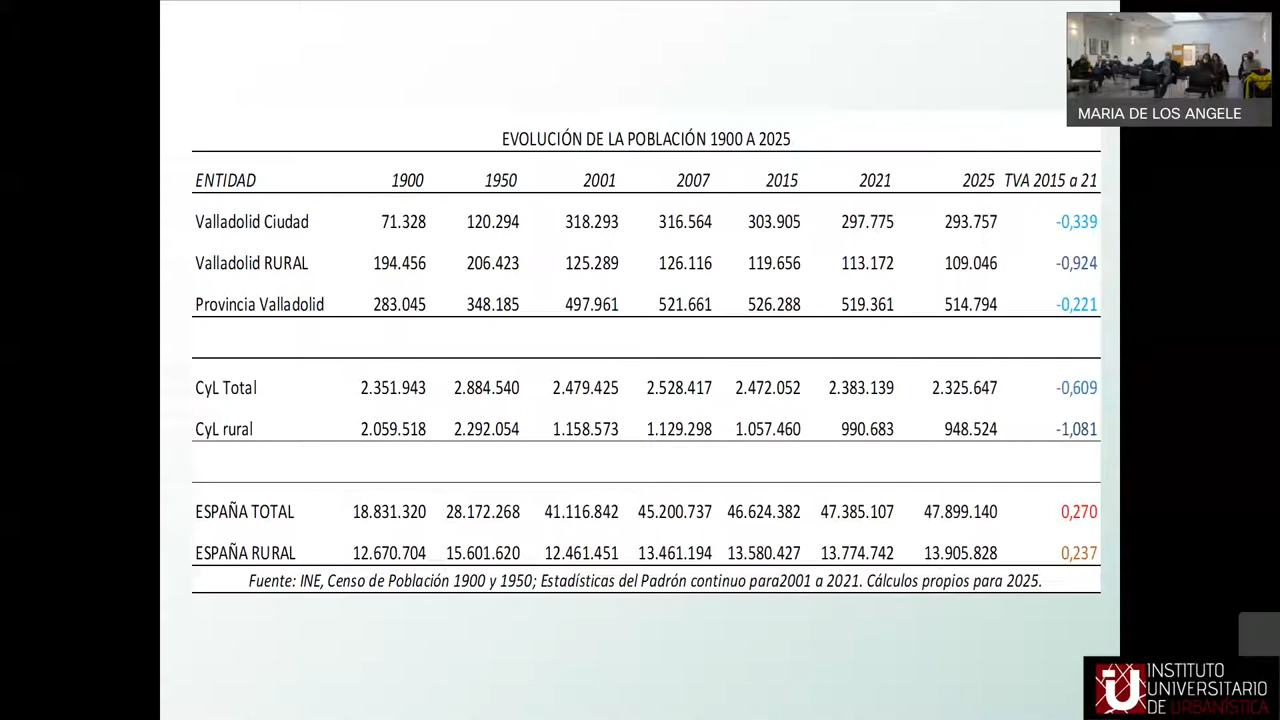 MARIA DE LOS ANGELE
EVOLUCIÓN DE LA POBLACIÓN 1900 A 2025
ENTIDAD 1900 1950 2001 2007 2015 2021 2025 TVA 2015 a 21
Valladolid Ciudad 71.328 120.294 318.293 316.564 303.905 297.775 293.757 -0,339
Valladolid RURAL 194.456 206.423 125.289 126.116 119.656 113.172 109.046 -0,924
Provincia Valladolid 283.045 348.185 497.961 521.661 526.288 519.361 514.794 -0,221
CyL Total 2.351.943 2.884.540 2.479.425 2.528.417 2.472.052 2.383.139 2.325.647 -0,609
CyL rural 2.059.518 2.292.054 1.158.573 1.129.298 1.057.460 990.683 948.524 -1,081
ESPAÑA TOTAL 18.831.320 28.172.268 41.116.842 45.200.737 46.624.382 47.385.107 47.899.140 0,270
ESPAÑA RURAL 12.670.704 15.601.620 12.461.451 13.461.194 13.580.427 13.774.742 13.905.828 0,237
Fuente: INE, Censo de Población 1900 y 1950; Estadísticas del Padrón continuo para2001 a 2021. Cálculos propios para 2025.
INSTITUTO
UNIVERSITARIO
DE URBANÍSTICA